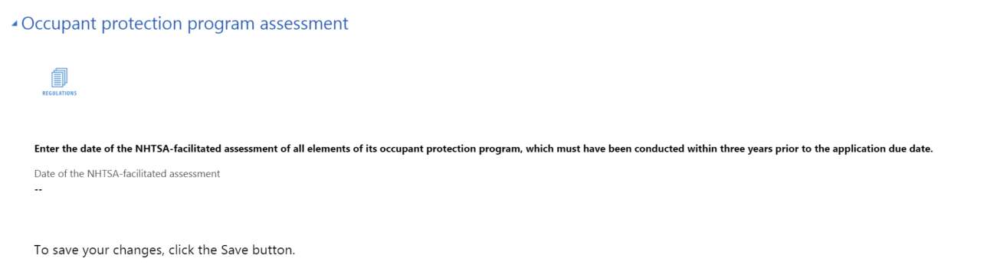 Occupant protection program assessment
REGULATIONS
Enter the date of the NHTSA-facilitated assessment of all elements of its occupant protection program, which must have been conducted within three years prior to the application due date.
Date of the NHTSA-facilitated assessment
--
To save your changes, click the Save button.